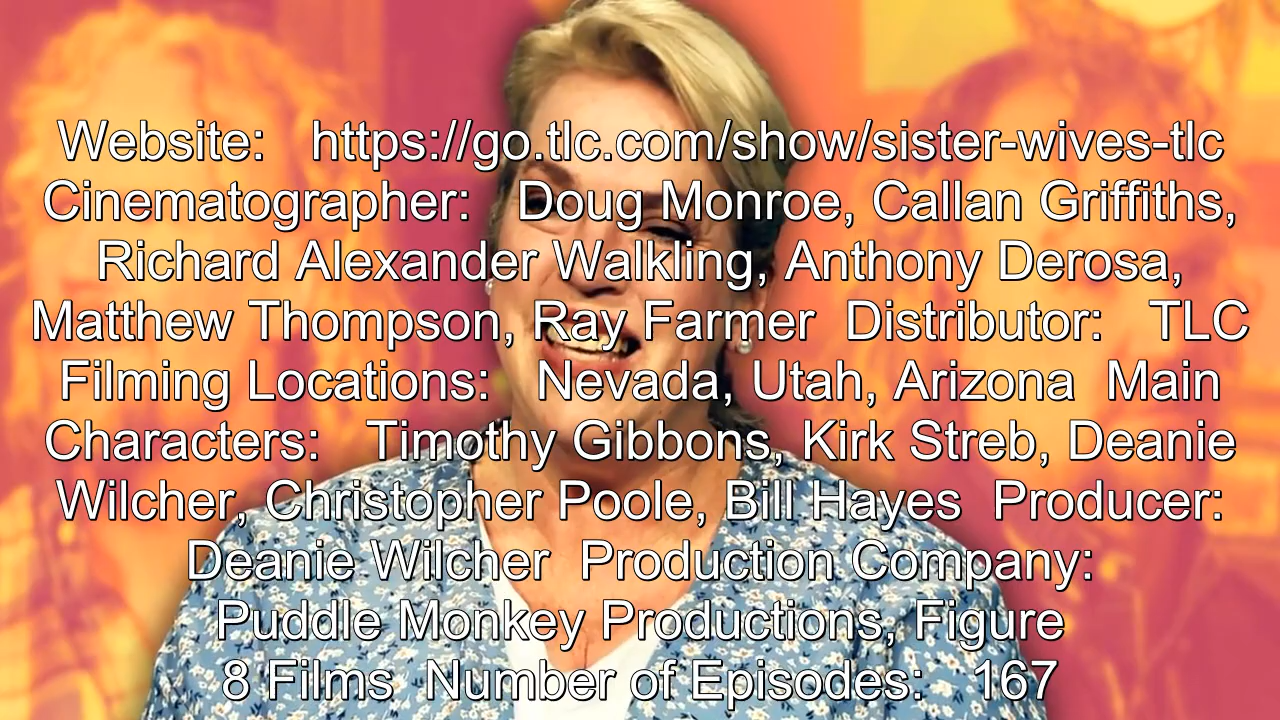 Website: https://go.tlc.com/show/sister-wives-tlc
Cinematographer: Doug Monroe, Callan Griffiths,
Richard Alexander Walkling, Anthony Derosa,
Matthew Thompson, Ray Farmer Distributor: TLC
Filming Locations: Nevada, Utah, Arizona Main
Characters: Timothy Gibbons, Kirk Streb, Deanie
Wilcher, Christopher Poole, Bill Hayes Producer:
Deanie Wilcher Production Company:
Puddle Monkey Productions, Figure
8 Films Number of Episodes: 167